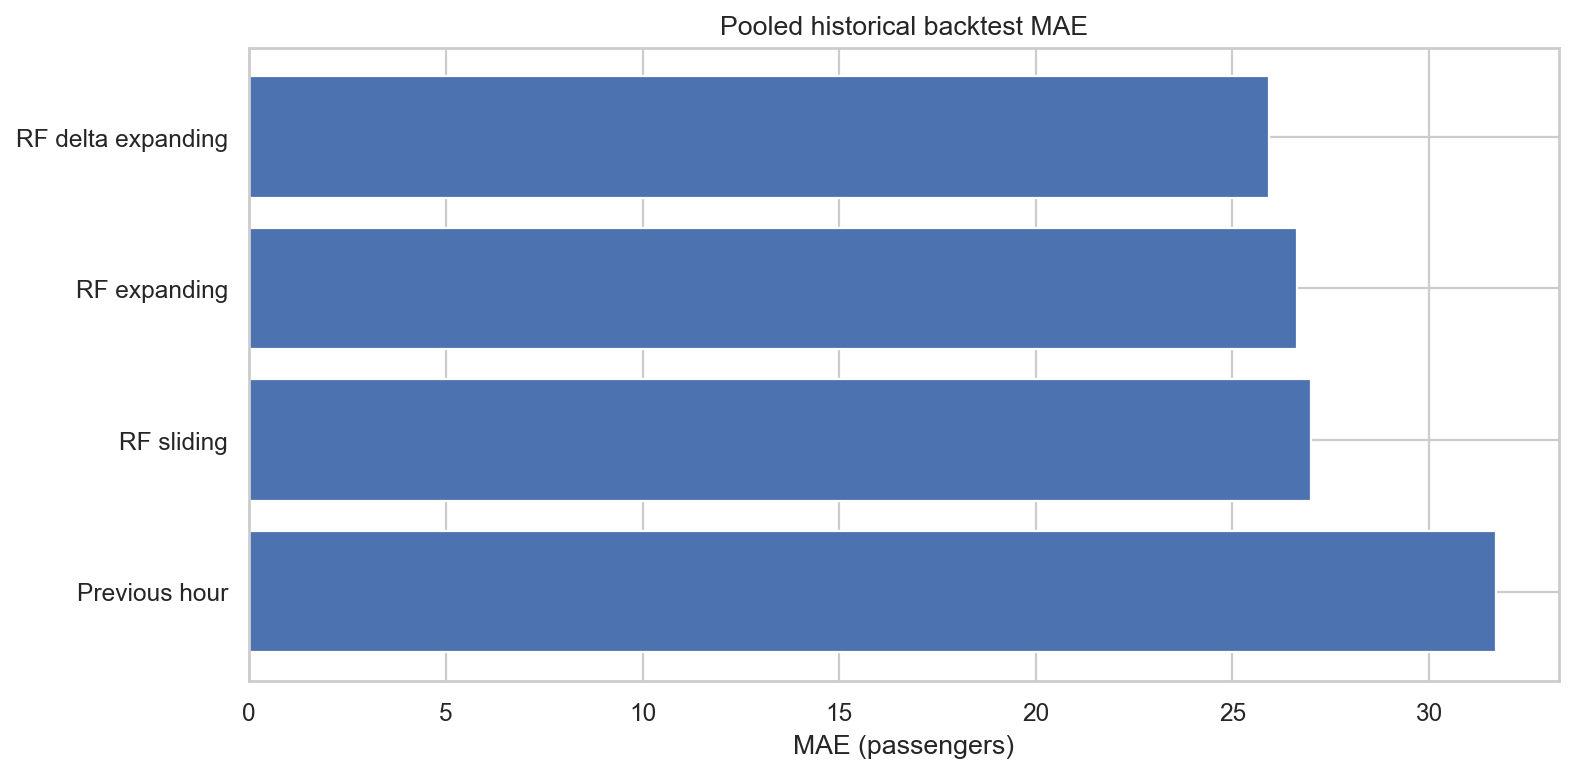 Pooled historical backtest MAE
RF delta expanding
RF expanding
RF sliding
Previous hour
0 5 10 15 20 25 30
MAE (passengers)